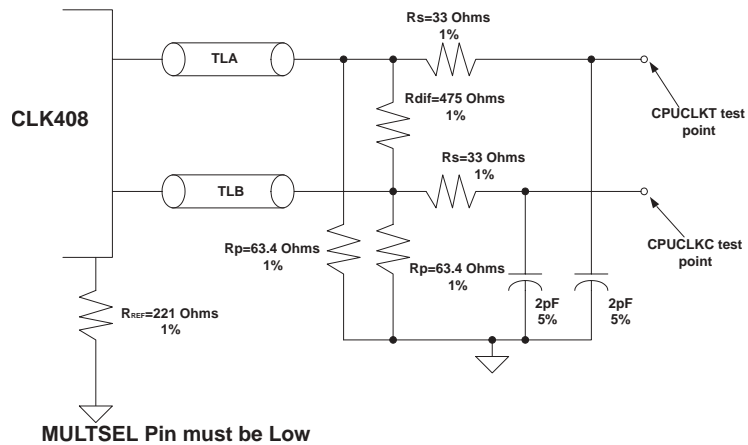 Rs=33 Ohms
1%
TLA
Rdif=475 Ohms
1%
CPUCLKT test
point
CLK408
Rs=33 Ohms
1%
TLB
CPUCLKC test
point
Rp=63.4 Ohms
1%
Rp=63.4 Ohms
1%
2pF
5%
2pF
5%
RREF=221 Ohms
1%
MULTSEL Pin must be Low